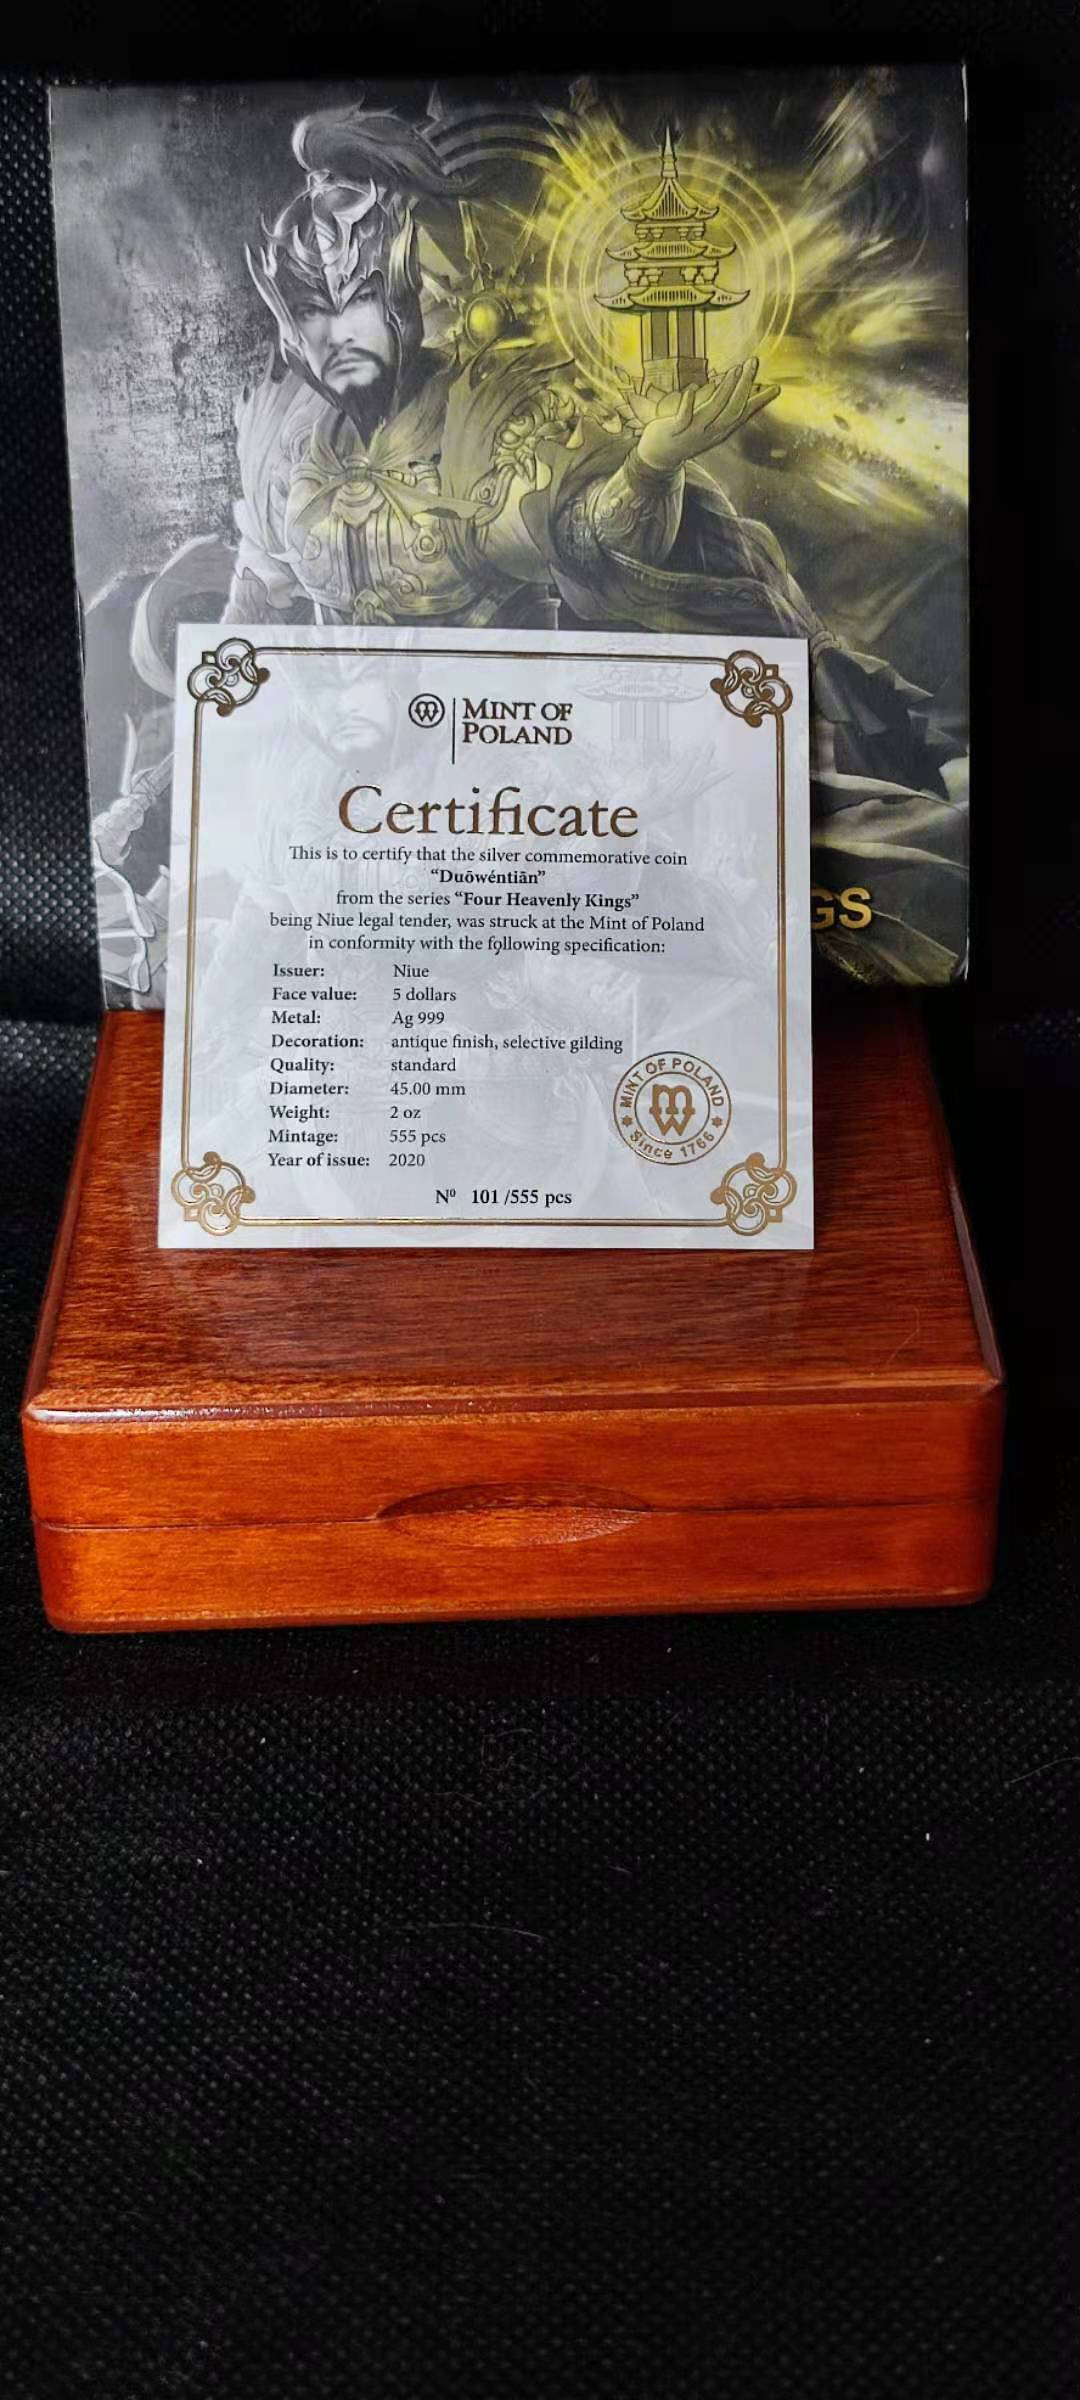 GS
MINT OF
POLAND
Certificate
This is to certify that the silver commemorative coin
“Duōwéntiān”
from the series “Four Heavenly Kings”
being Niue legal tender, was struck at the Mint of Poland
in conformity with the following specification:
Issuer: Niue
Face value: 5 dollars
Metal: Ag 999
Decoration: antique finish, selective gilding
Quality: standard
Diameter: 45.00 mm
Weight: 2 oz
Mintage: 555 pcs
Year of issue: 2020
MINT OF POLAND
Since 1766
Nº 101 /555 pcs